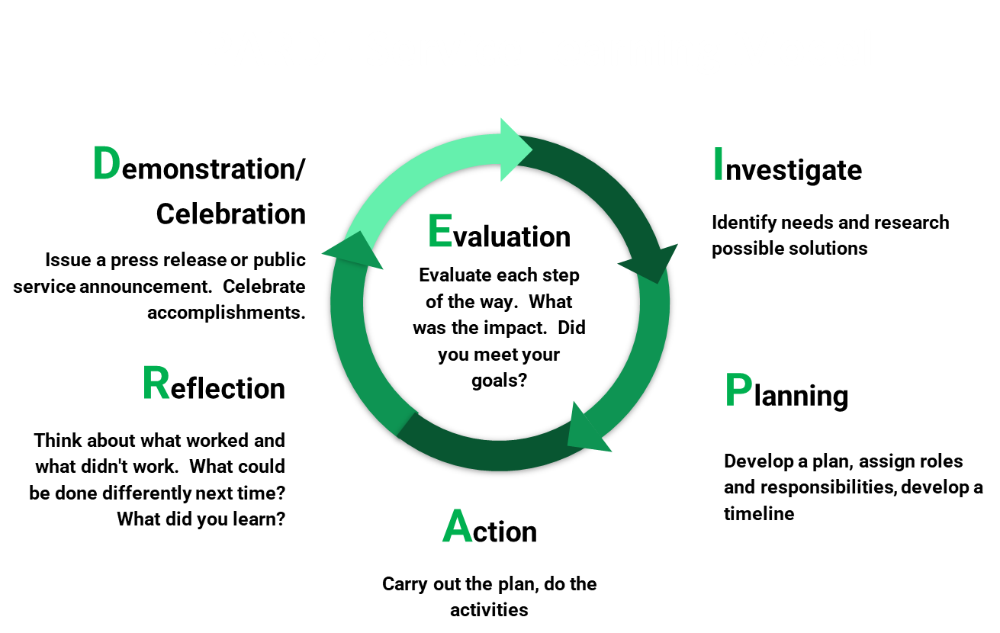 Demonstration/
Celebration
Issue a press release or public
service announcement.  Celebrate
accomplishments.
Investigate
Identify needs and research
possible solutions
Evaluation
Evaluate each step
of the way.  What
was the impact.  Did
you meet your
goals?
Reflection
Think about what worked and
what didn't work.  What could
be done differently next time?
What did you learn?
Planning
Develop a plan, assign roles
and responsibilities, develop a
timeline
Action
Carry out the plan, do the
activities